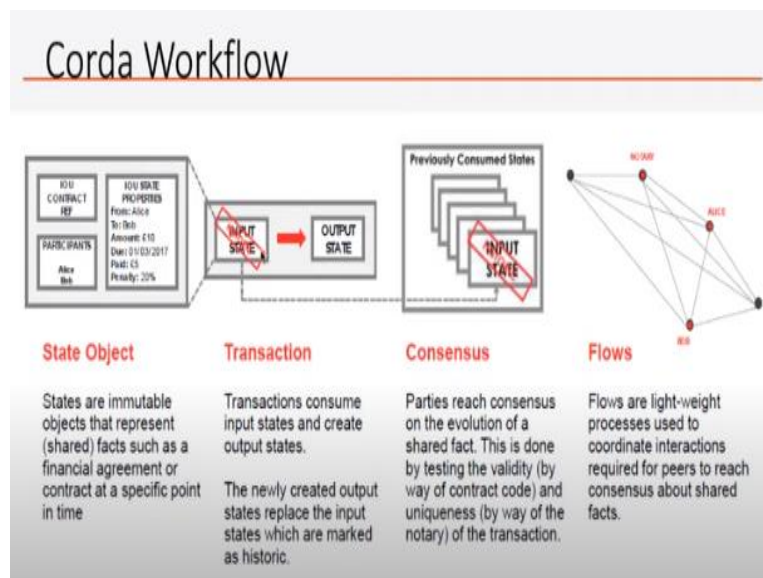 Corda Workflow
IOU
CONTRACT
REF
PARTICIPANTS
Alice
Bob
IOU STATE
PROPERTIES
From: Alice
To: Bob
Amount: £10
Due: 01/03/2017
Paid: £5
Penalty: 20%
INPUT
STATE
OUTPUT
STATE
Previously Consumed States
INPUT
STATE
NOTARY
ALICE
BOB
State Object
States are immutable
objects that represent
(shared) facts such as a
financial agreement or
contract at a specific point
in time
Transaction
Transactions consume
input states and create
output states.
The newly created output
states replace the input
states which are marked
as historic.
Consensus
Parties reach consensus
on the evolution of a
shared fact. This is done
by testing the validity (by
way of contract code) and
uniqueness (by way of the
notary) of the transaction.
Flows
Flows are light-weight
processes used to
coordinate interactions
required for peers to reach
consensus about shared
facts.